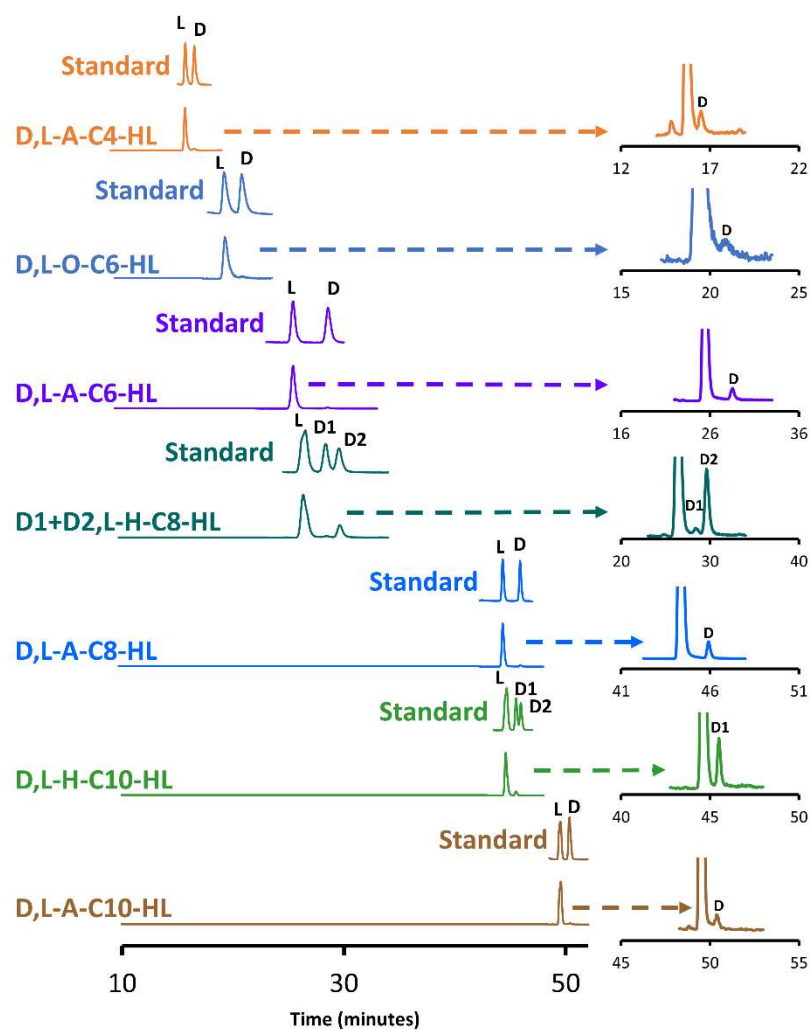 L D
Standard
D,L-A-C4-HL
D
12 17 22
L D
Standard
D,L-O-C6-HL
D
15 20 25
L D
Standard
D,L-A-C6-HL
D
16 26 36
L D1 D2
Standard
D1+D2,L-H-C8-HL
D1 D2
20 30 40
L D
Standard
D,L-A-C8-HL
D
41 46 51
L D1 D2
Standard
D,L-H-C10-HL
D1
40 45 50
L D
Standard
D,L-A-C10-HL
D
45 50 55
10 30 50
Time (minutes)